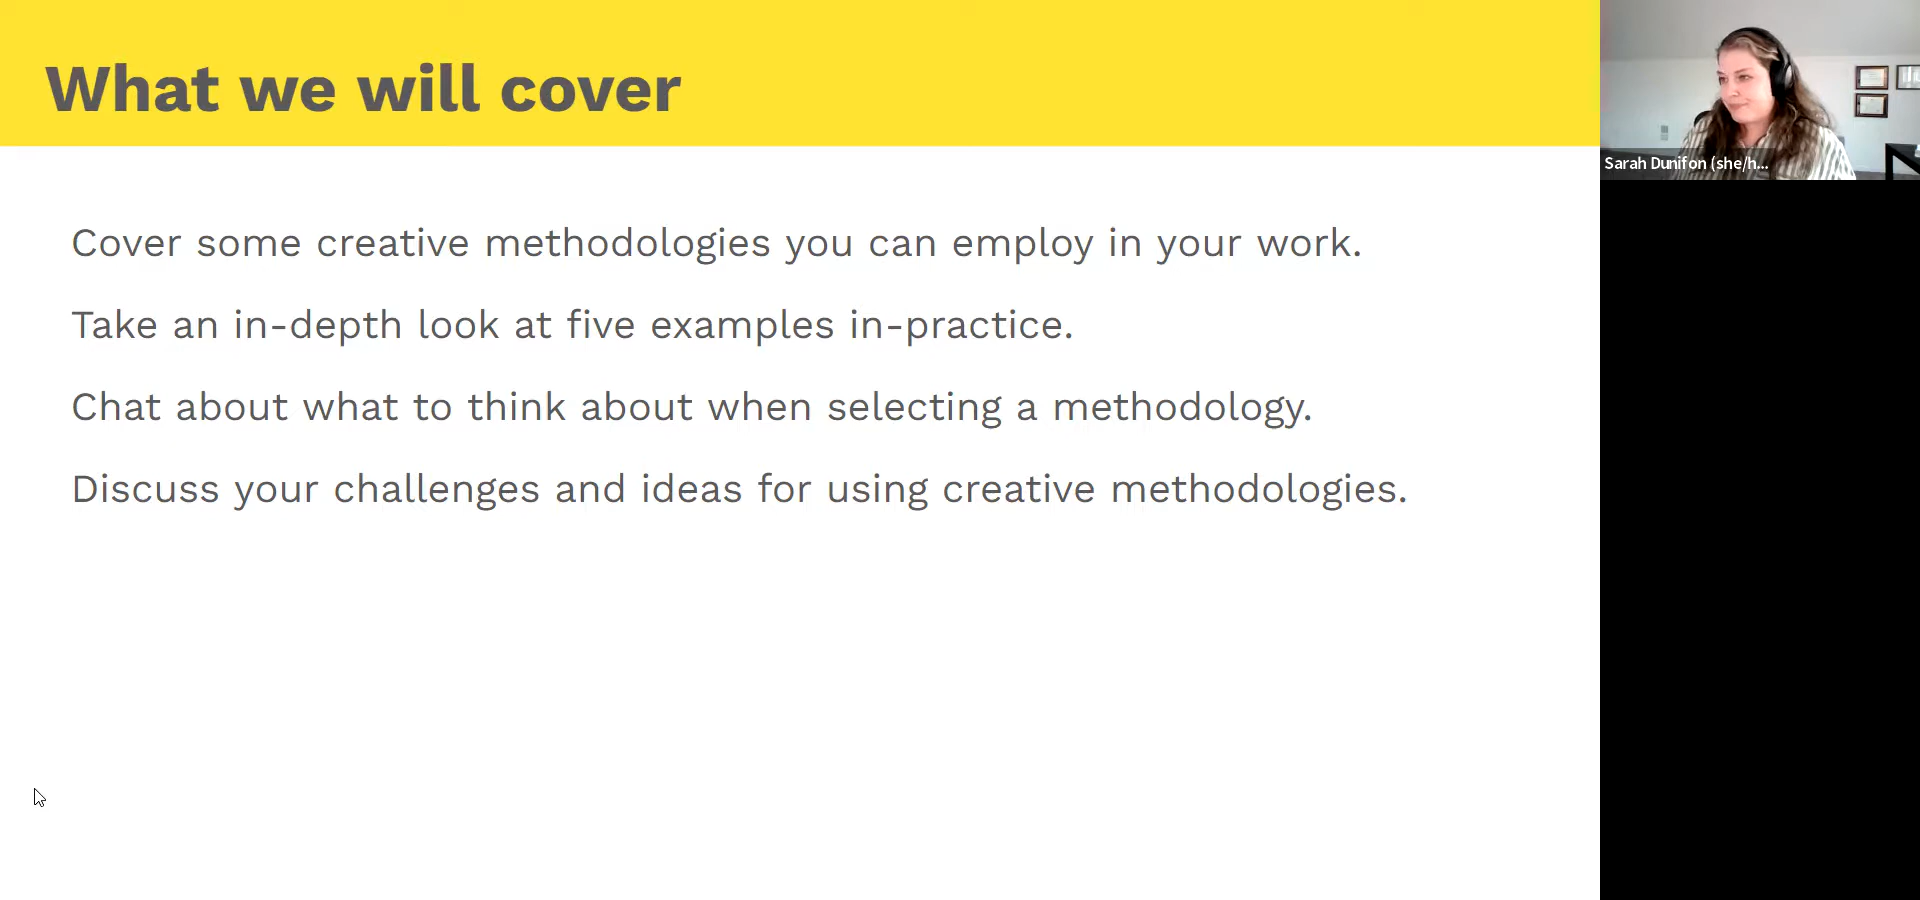 What we will cover
Cover some creative methodologies you can employ in your work.
Take an in-depth look at five examples in-practice.
Chat about what to think about when selecting a methodology.
Discuss your challenges and ideas for using creative methodologies.
Sarah Dunifon (she/h...